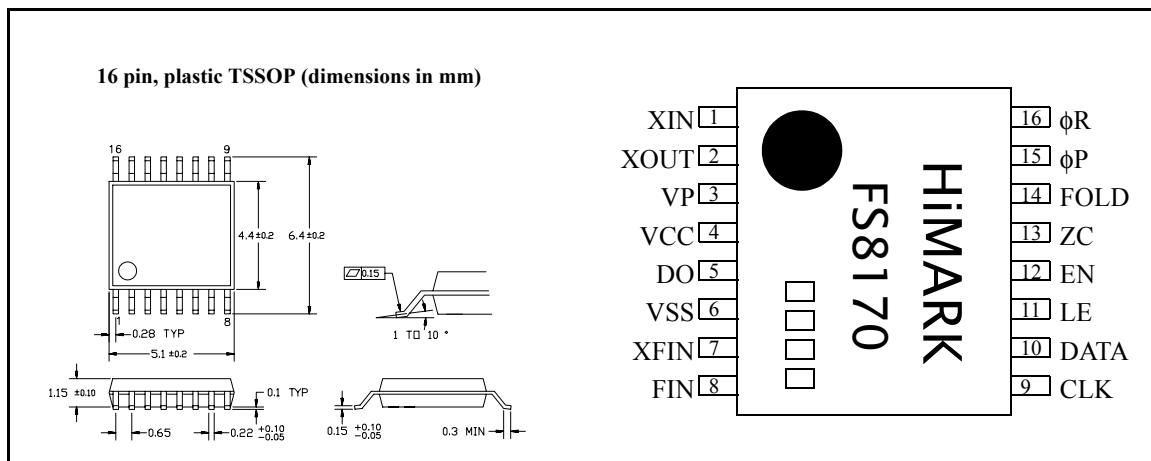 16 pin, plastic TSSOP (dimensions in mm)
16
9
4.4 ±0.2
6.4 ±0.2
1
8
0.28 TYP
5.1 ±0.2
0.15
1 TO 10 °
1.15 ±0.10
0.1 TYP
0.65
0.22 +0.10 -0.05
0.15 +0.10 -0.05
0.3 MIN
XIN 1
XOUT 2
VP 3
VCC 4
DO 5
VSS 6
XFIN 7
FIN 8
HiMARK
FS8170
16 ϕR
15 ϕP
14 FOLD
13 ZC
12 EN
11 LE
10 DATA
9 CLK